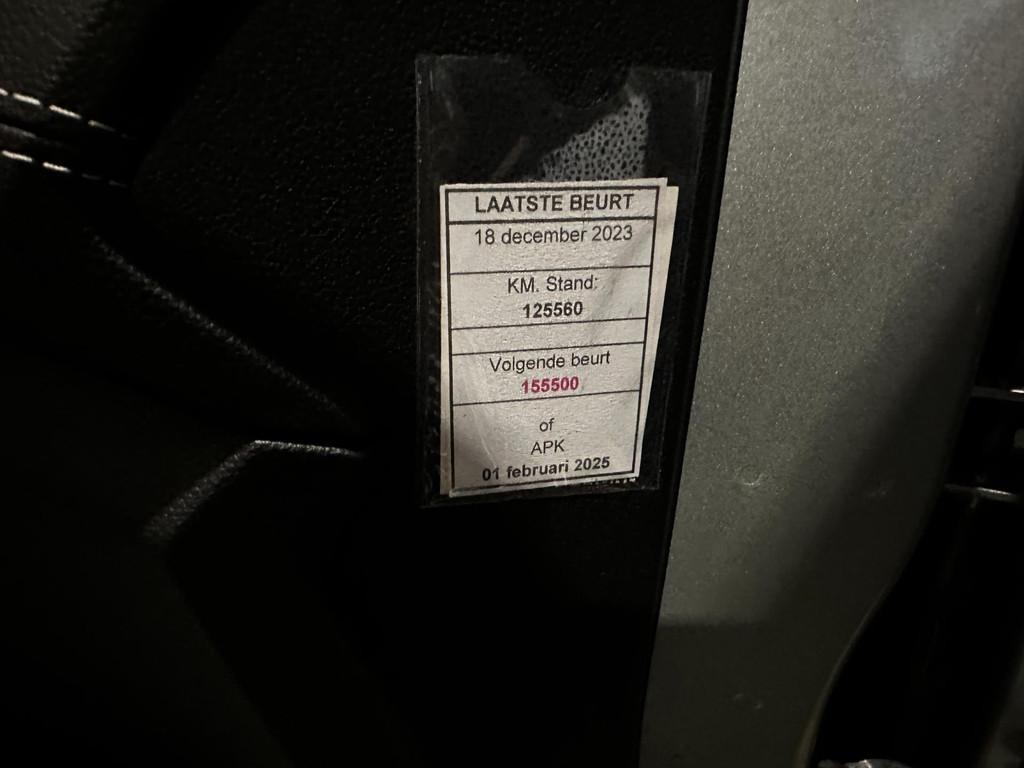 LAATSTE BEURT
18 december 2023
KM. Stand:
125560
Volgende beurt
155500
of
APK
01 februari 2025